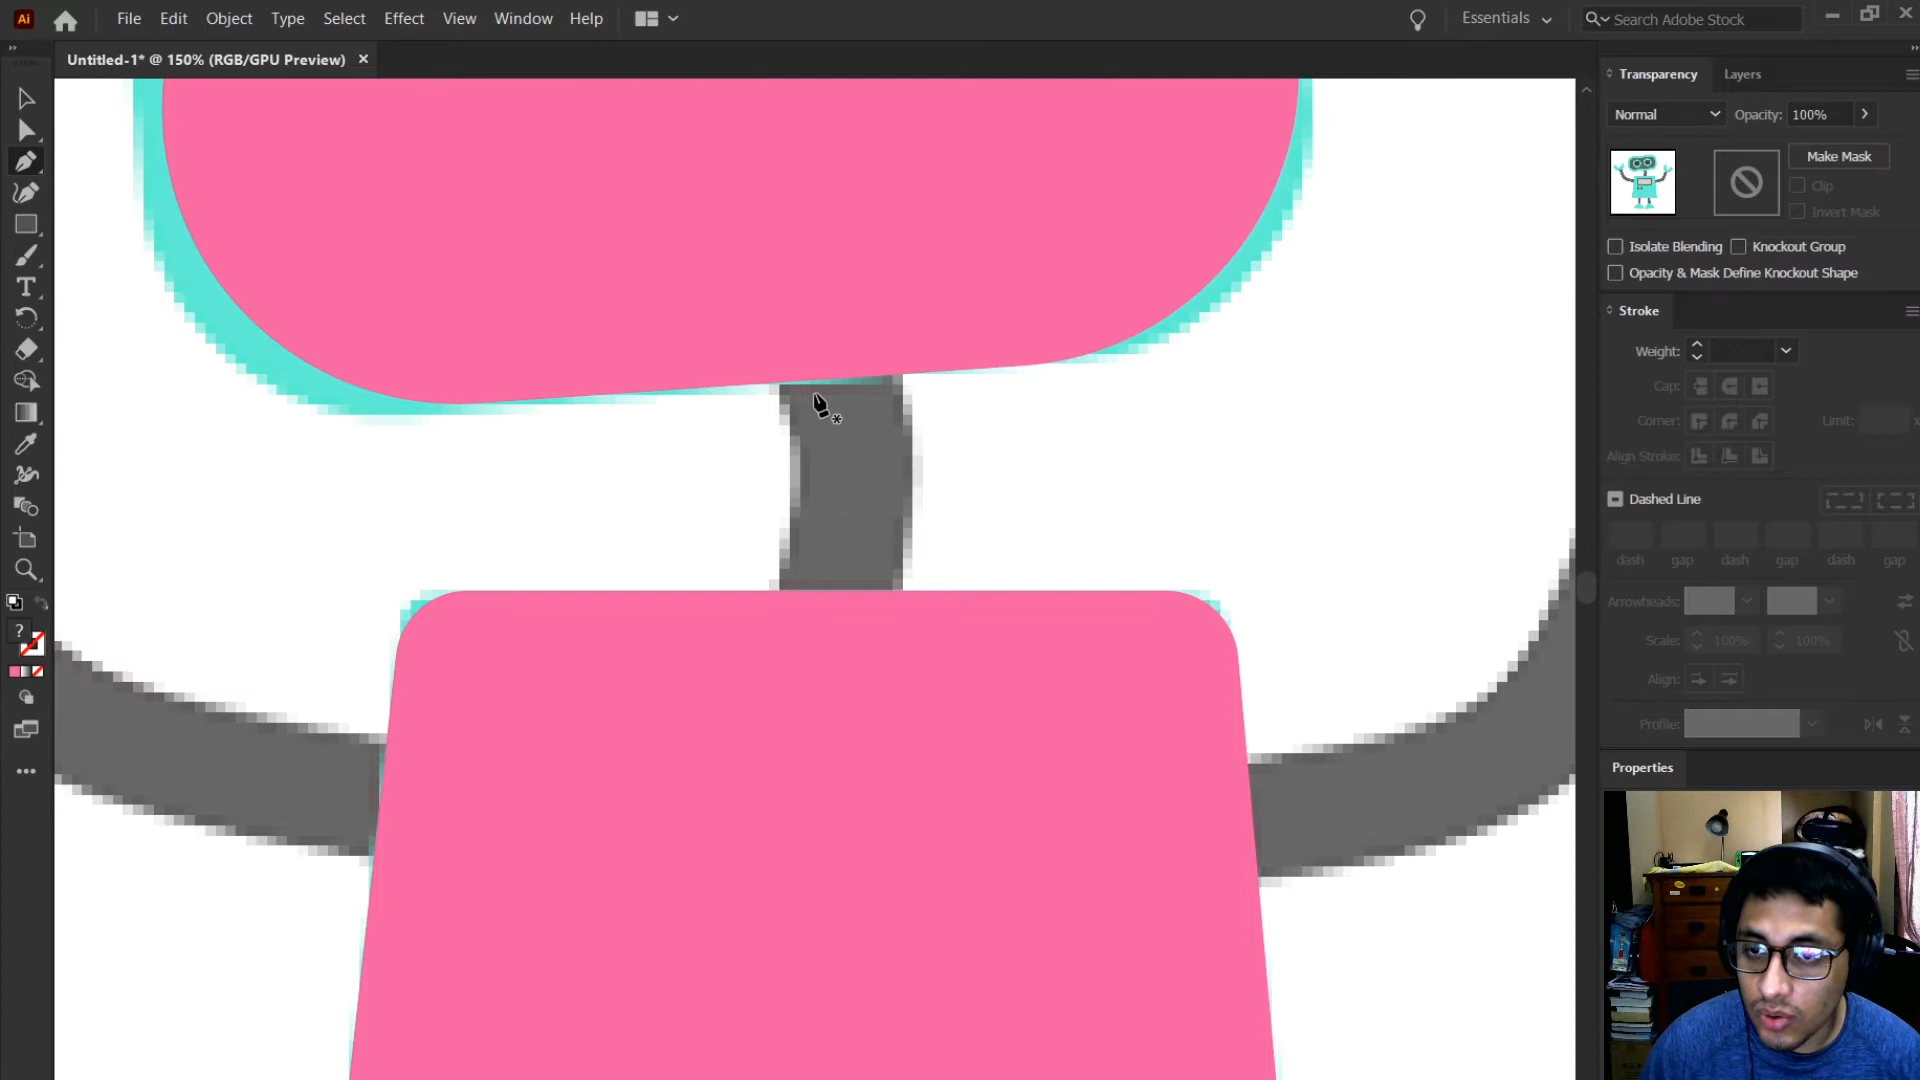 Ai File Edit Object Type Select Effect View Window Help Essentials Search Adobe Stock
Untitled-1* @ 150% (RGB/GPU Preview) ×
Transparency Layers
Normal Opacity: 100%
Make Mask
Clip
Invert Mask
Isolate Blending Knockout Group
Opacity & Mask Define Knockout Shape
Stroke
Weight:
Cap:
Corner: Limit: x
Align Stroke:
Dashed Line
dash gap dash gap dash gap
Arrowheads:
Scale: 100% 100%
Align:
Profile:
Properties
T
?